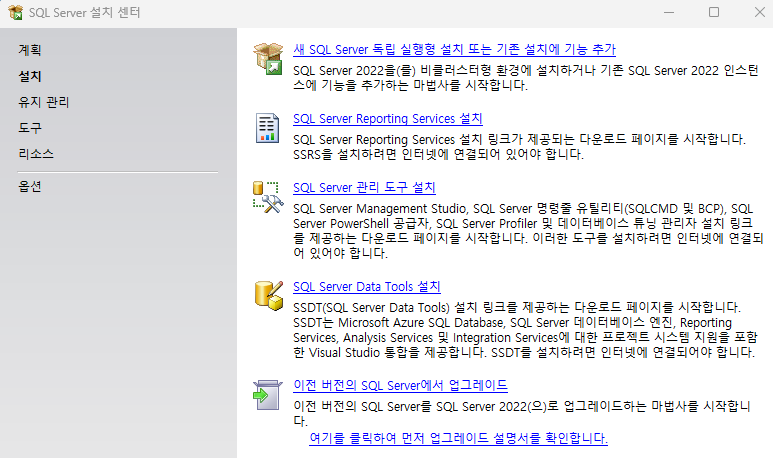 SQL Server 설치 센터
계획
설치
유지 관리
도구
리소스
옵션
새 SQL Server 독립 실행형 설치 또는 기존 설치에 기능 추가
SQL Server 2022을(를) 비클러스터형 환경에 설치하거나 기존 SQL Server 2022 인스턴
스에 기능을 추가하는 마법사를 시작합니다.
SQL Server Reporting Services 설치
SQL Server Reporting Services 설치 링크가 제공되는 다운로드 페이지를 시작합니다.
SSRS을 설치하려면 인터넷에 연결되어 있어야 합니다.
SQL Server 관리 도구 설치
SQL Server Management Studio, SQL Server 명령줄 유틸리티(SQLCMD 및 BCP), SQL
Server PowerShell 공급자, SQL Server Profiler 및 데이터베이스 튜닝 관리자 설치 링크
를 제공하는 다운로드 페이지를 시작합니다. 이러한 도구를 설치하려면 인터넷에 연결되
어 있어야 합니다.
SQL Server Data Tools 설치
SSDT(SQL Server Data Tools) 설치 링크를 제공하는 다운로드 페이지를 시작합니다.
SSDT는 Microsoft Azure SQL Database, SQL Server 데이터베이스 엔진, Reporting
Services, Analysis Services 및 Integration Services에 대한 프로젝트 시스템 지원을 포함
한 Visual Studio 통합을 제공합니다. SSDT를 설치하려면 인터넷에 연결되어야 합니다.
이전 버전의 SQL Server에서 업그레이드
이전 버전의 SQL Server를 SQL Server 2022(으)로 업그레이드하는 마법사를 시작합니
다.
여기를 클릭하여 먼저 업그레이드 설명서를 확인합니다.